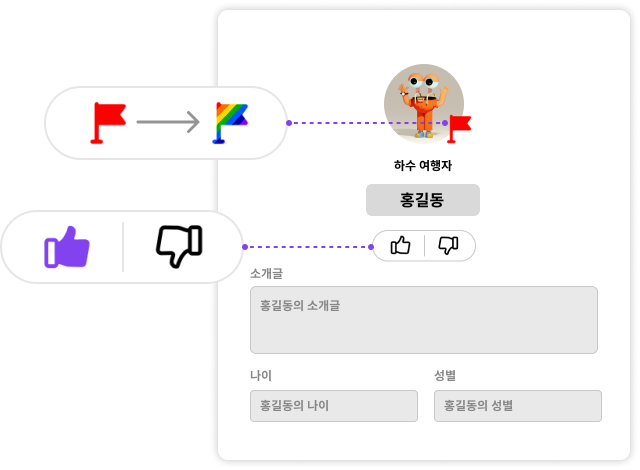 하수 여행자
홍길동
소개글
홍길동의 소개글
나이
성별
홍길동의 나이
홍길동의 성별